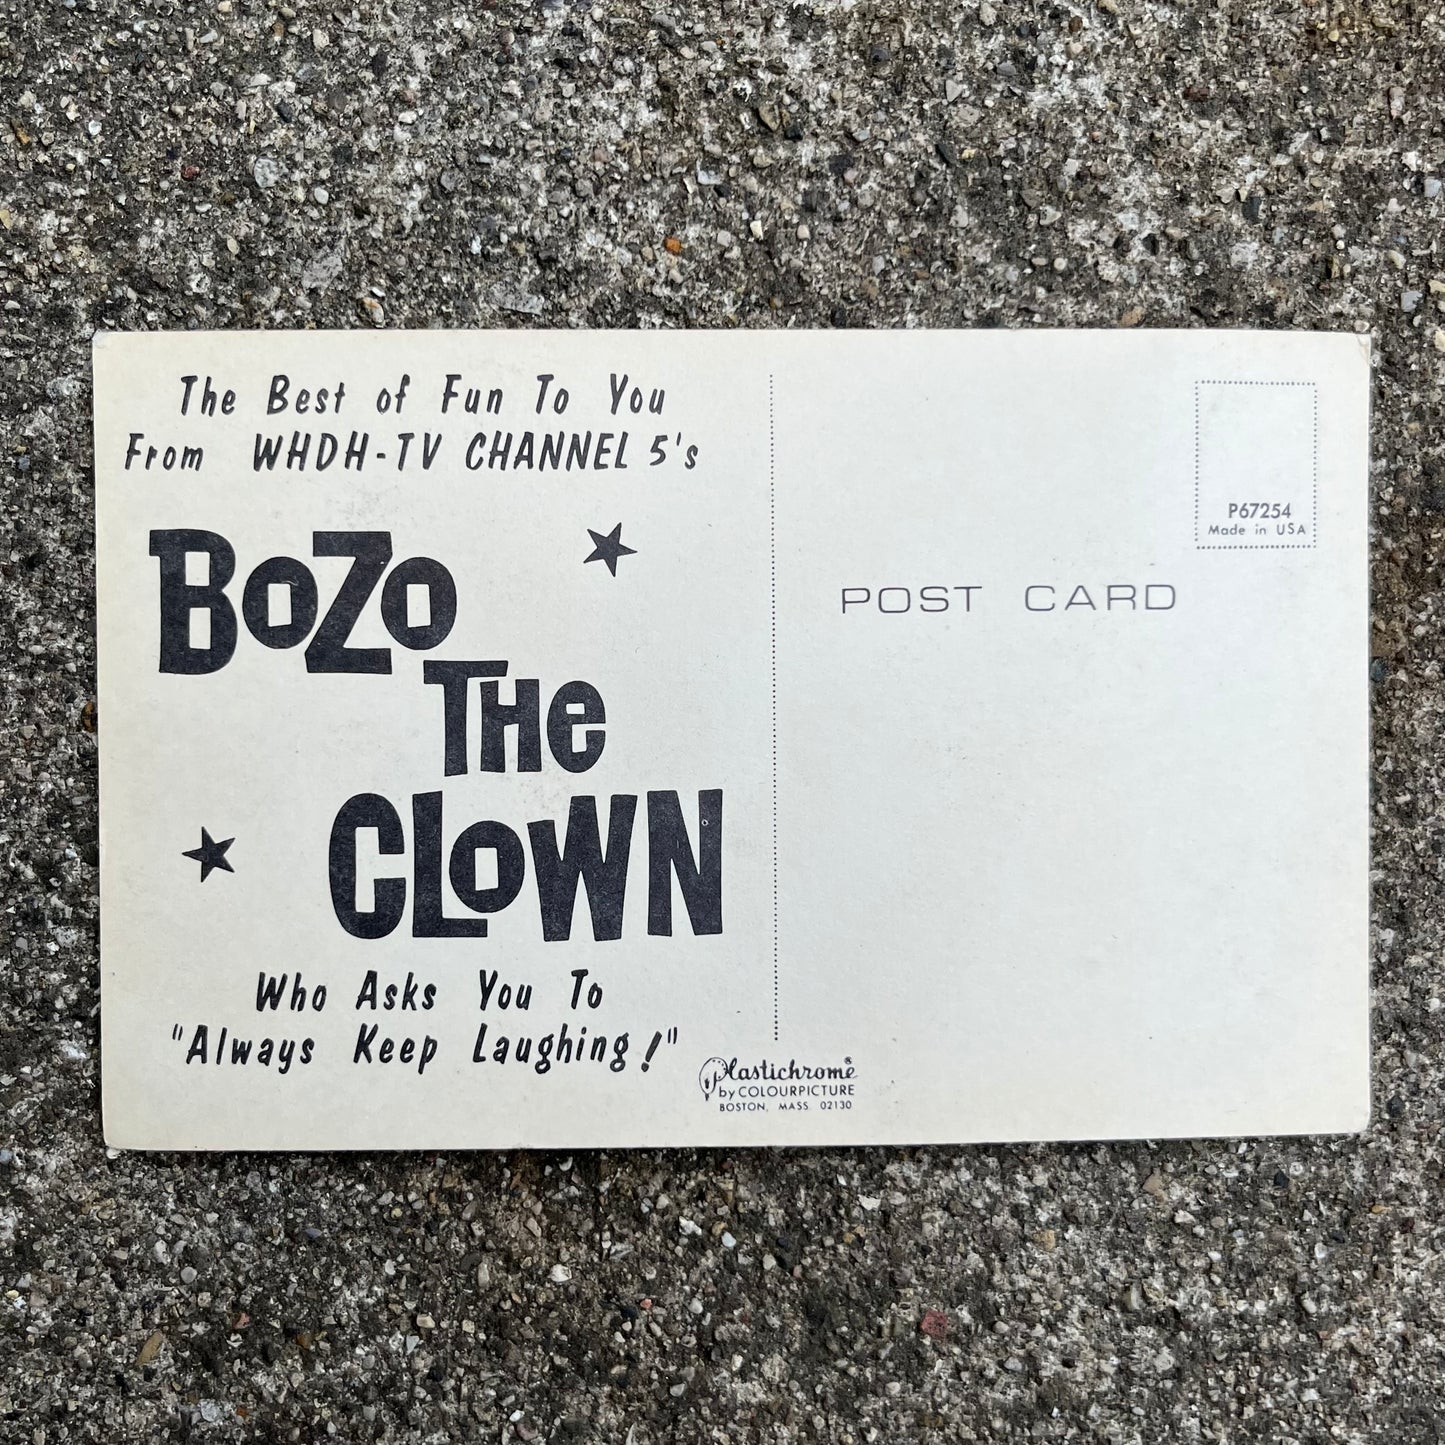 The Best of Fun To You
From WHDH-TV CHANNEL 5's
BOZO
THE
CLOWN
Who Asks You To
"Always Keep Laughing!"
P67254
Made in USA
POST CARD
Plastichrome®
by COLOURPICTURE
BOSTON, MASS. 02130